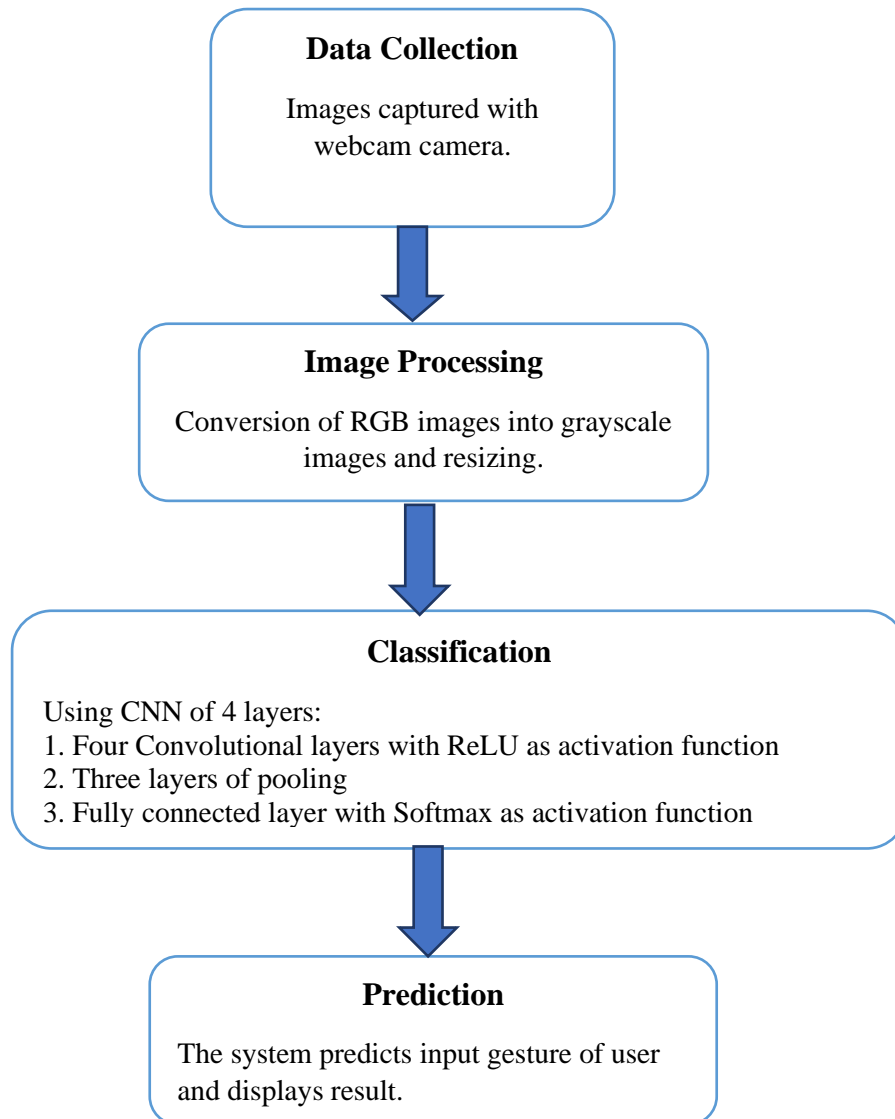 Data Collection
Images captured with
webcam camera.
Image Processing
Conversion of RGB images into grayscale
images and resizing.
Classification
Using CNN of 4 layers:
1. Four Convolutional layers with ReLU as activation function
2. Three layers of pooling
3. Fully connected layer with Softmax as activation function
Prediction
The system predicts input gesture of user
and displays result.